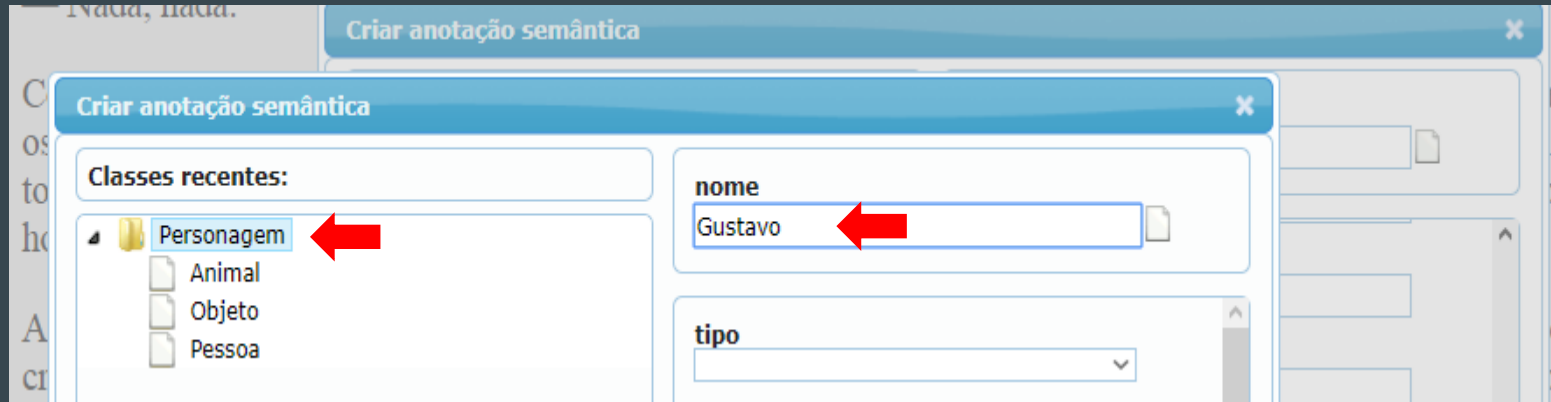 — Nada, nada.
Criar anotação semântica
Criar anotação semântica
Classes recentes:
Personagem
Animal
Objeto
Pessoa
nome
Gustavo
tipo